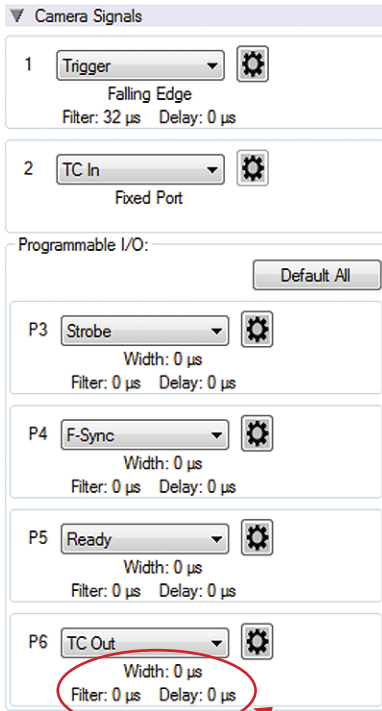 Camera Signals
1 Trigger
Falling Edge
Filter: 32 µs Delay: 0 µs
2 TC In
Fixed Port
Programmable I/O:
Default All
P3 Strobe
Width: 0 µs
Filter: 0 µs Delay: 0 µs
P4 F-Sync
Width: 0 µs
Filter: 0 µs Delay: 0 µs
P5 Ready
Width: 0 µs
Filter: 0 µs Delay: 0 µs
P6 TC Out
Width: 0 µs
Filter: 0 µs Delay: 0 µs